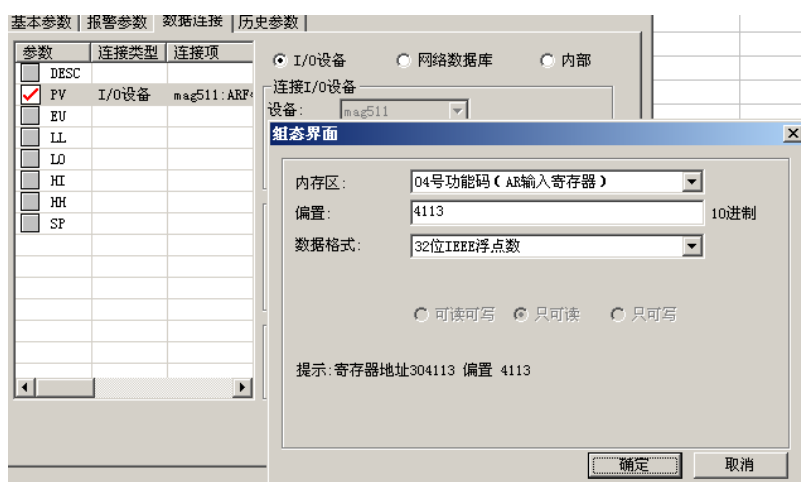 基本参数 报警参数 数据连接 历史参数
参数 连接类型 连接项
DESC
PV I/O设备 mag511:ARF
EU
LL
LO
HI
HH
SP
I/O设备 网络数据库 内部
连接I/O设备
设备: mag511
组态界面
内存区: 04号功能码(AR输入寄存器)
偏置: 4113 10进制
数据格式: 32位IEEE浮点数
可读可写 只可读 只可写
提示:寄存器地址304113 偏置 4113
确定 取消